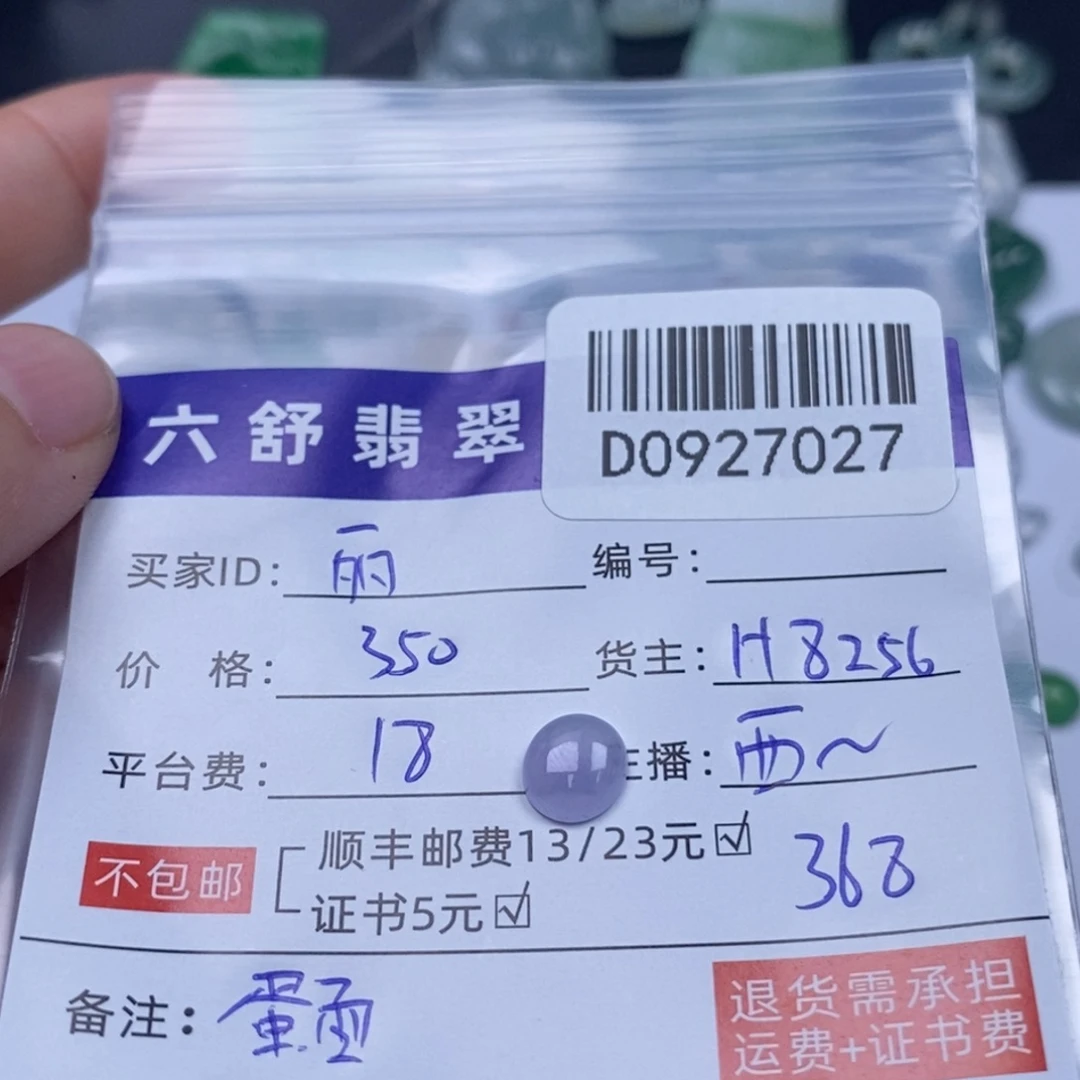 六舒翡翠
D0927027
买家ID: 丽 编号:
价 格: 350 货主: H8256
平台费: 18 主播: 西~
不包邮
顺丰邮费13/23元☑ 368
证书5元☑
备注: 蛋面
退货需承担
运费+证书费